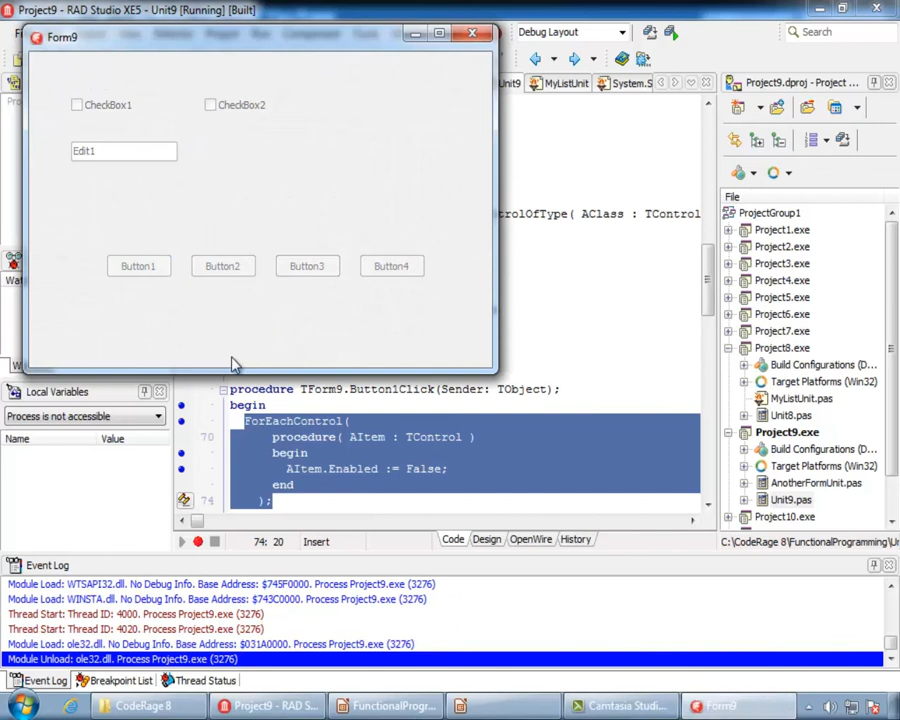 Project9 - RAD Studio XE5 - Unit9 [Running] [Built]
Form9
Debug Layout
Search
CheckBox1
CheckBox2
Edit1
Button1
Button2
Button3
Button4
Unit9
MyListUnit
System.S
ControlOfType( AClass : TControl
procedure TForm9.Button1Click(Sender: TObject);
begin
ForEachControl(
70 procedure( AItem : TControl )
begin
AItem.Enabled := False;
end
74 );
Local Variables
Process is not accessible
Name Value
74: 20
Insert
Code
Design
OpenWire
History
Project9.dproj - Projec...
File
ProjectGroup1
Project1.exe
Project2.exe
Project3.exe
Project4.exe
Project5.exe
Project6.exe
Project7.exe
Project8.exe
Build Configurations (D...
Target Platforms (Win32)
MyListUnit.pas
Unit8.pas
Project9.exe
Build Configurations (D...
Target Platforms (Win32)
AnotherFormUnit.pas
Unit9.pas
Project10.exe
C:\CodeRage 8\FunctionalProgramming\Un
Event Log
Module Load: WTSAPI32.dll. No Debug Info. Base Address: $745F0000. Process Project9.exe (3276)
Module Load: WINSTA.dll. No Debug Info. Base Address: $743C0000. Process Project9.exe (3276)
Thread Start: Thread ID: 4000. Process Project9.exe (3276)
Thread Start: Thread ID: 4020. Process Project9.exe (3276)
Module Load: ole32.dll. No Debug Info. Base Address: $031A0000. Process Project9.exe (3276)
Module Unload: ole32.dll. Process Project9.exe (3276)
Event Log
Breakpoint List
Thread Status
CodeRage 8
Project9 - RAD S...
FunctionalProgr...
Camtasia Studi...
Form9